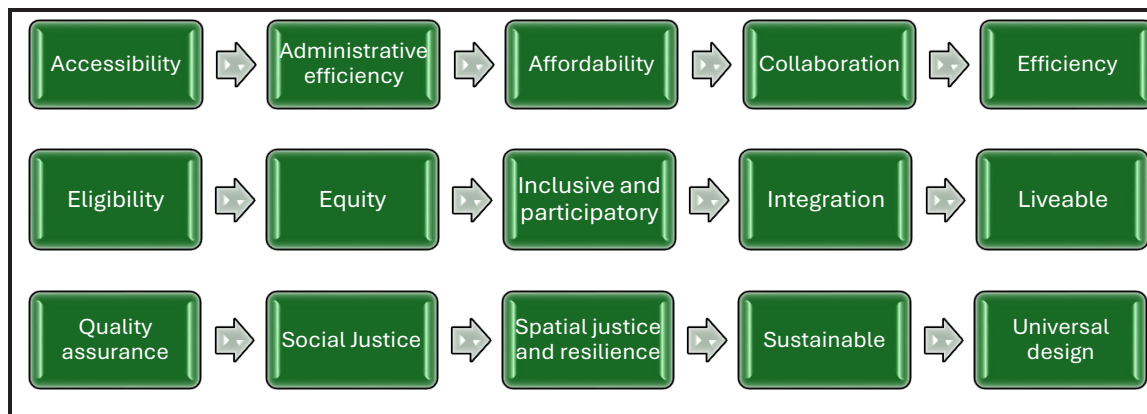 Accessibility
Administrative
efficiency
Affordability
Collaboration
Efficiency
Eligibility
Equity
Inclusive and
participatory
Integration
Liveable
Quality
assurance
Social Justice
Spatial justice
and resilience
Sustainable
Universal
design